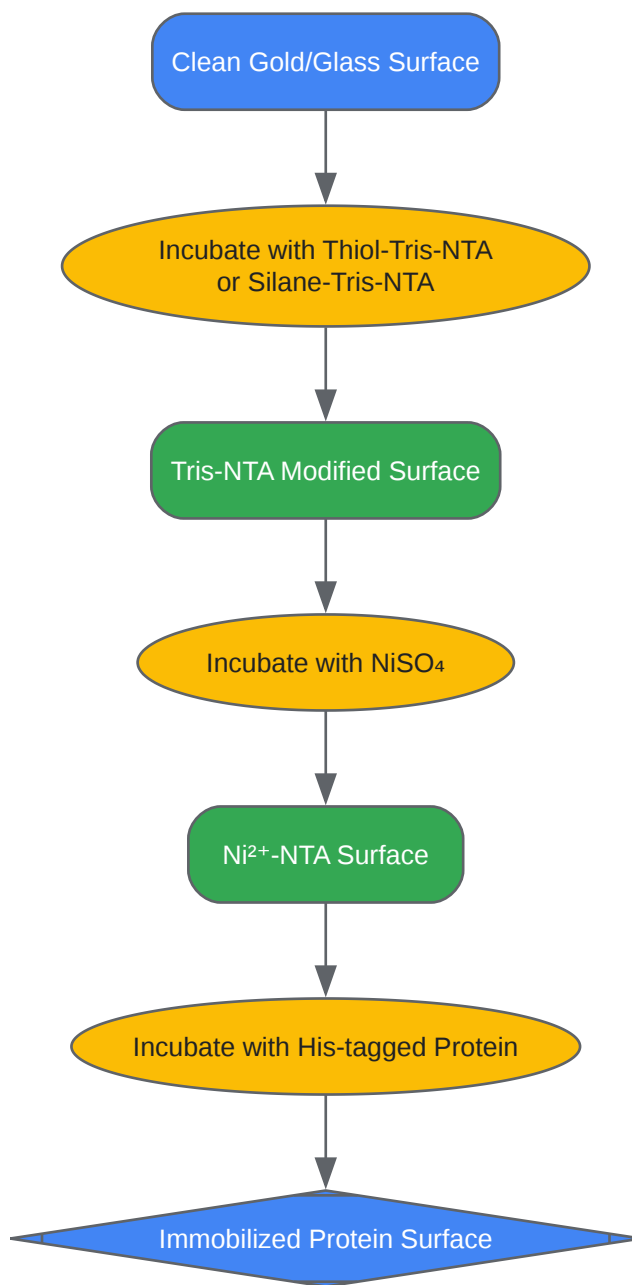 Clean Gold/Glass Surface
Incubate with Thiol-Tris-NTA
or Silane-Tris-NTA
Tris-NTA Modified Surface
Incubate with NiSO₄
Ni²⁺-NTA Surface
Incubate with His-tagged Protein
Immobilized Protein Surface